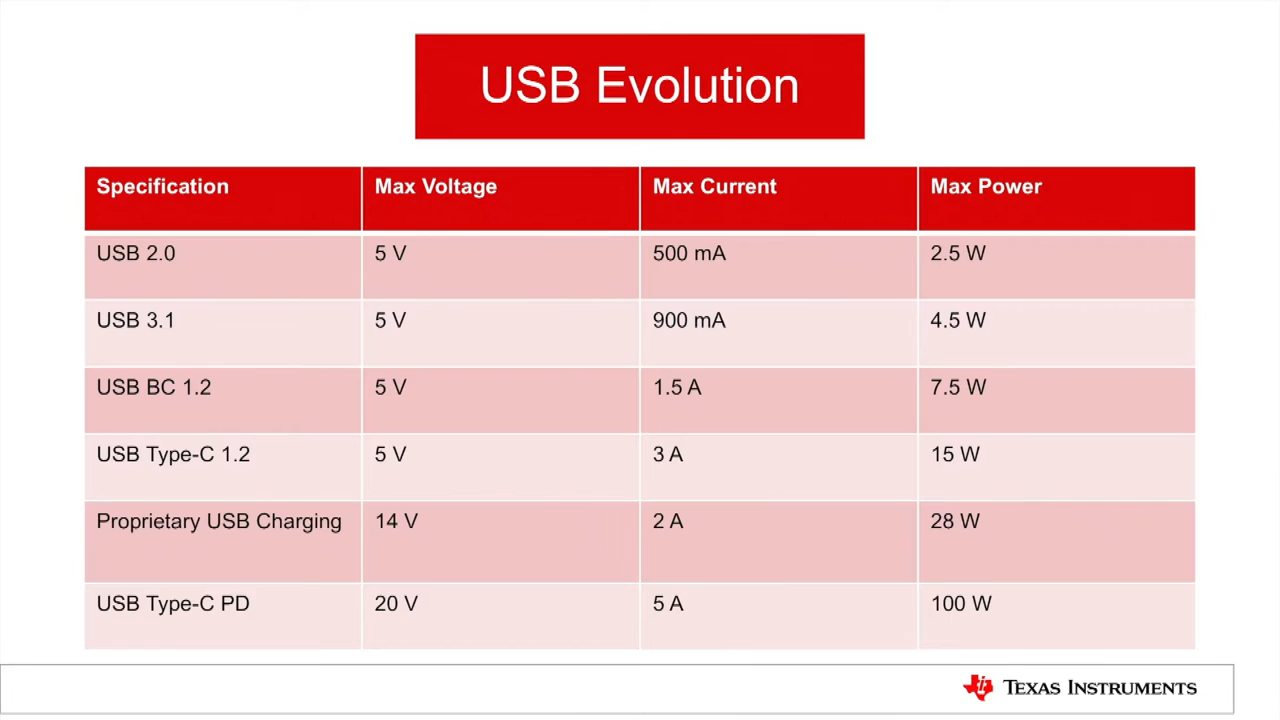 USB Evolution
Specification Max Voltage Max Current Max Power
USB 2.0 5 V 500 mA 2.5 W
USB 3.1 5 V 900 mA 4.5 W
USB BC 1.2 5 V 1.5 A 7.5 W
USB Type-C 1.2 5 V 3 A 15 W
Proprietary USB Charging 14 V 2 A 28 W
USB Type-C PD 20 V 5 A 100 W
TEXAS INSTRUMENTS